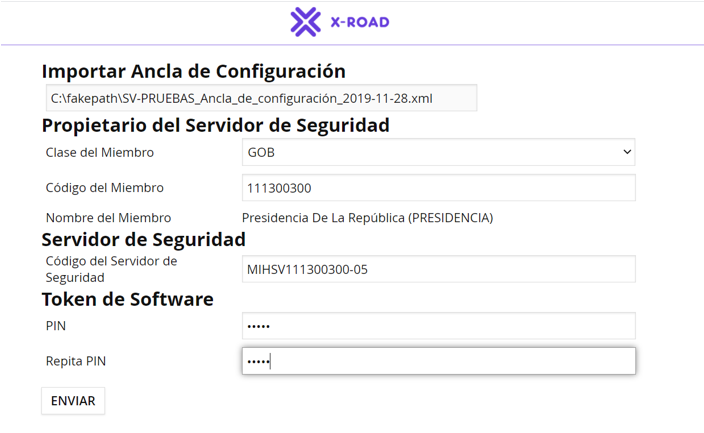 X-ROAD
Importar Ancla de Configuración
C:\fakepath\SV-PRUEBAS_Ancla_de_configuración_2019-11-28.xml
Propietario del Servidor de Seguridad
Clase del Miembro
GOB
Código del Miembro
111300300
Nombre del Miembro
Presidencia De La República (PRESIDENCIA)
Servidor de Seguridad
Código del Servidor de
Seguridad
MIHSV111300300-05
Token de Software
PIN
•••••
Repita PIN
•••••
ENVIAR